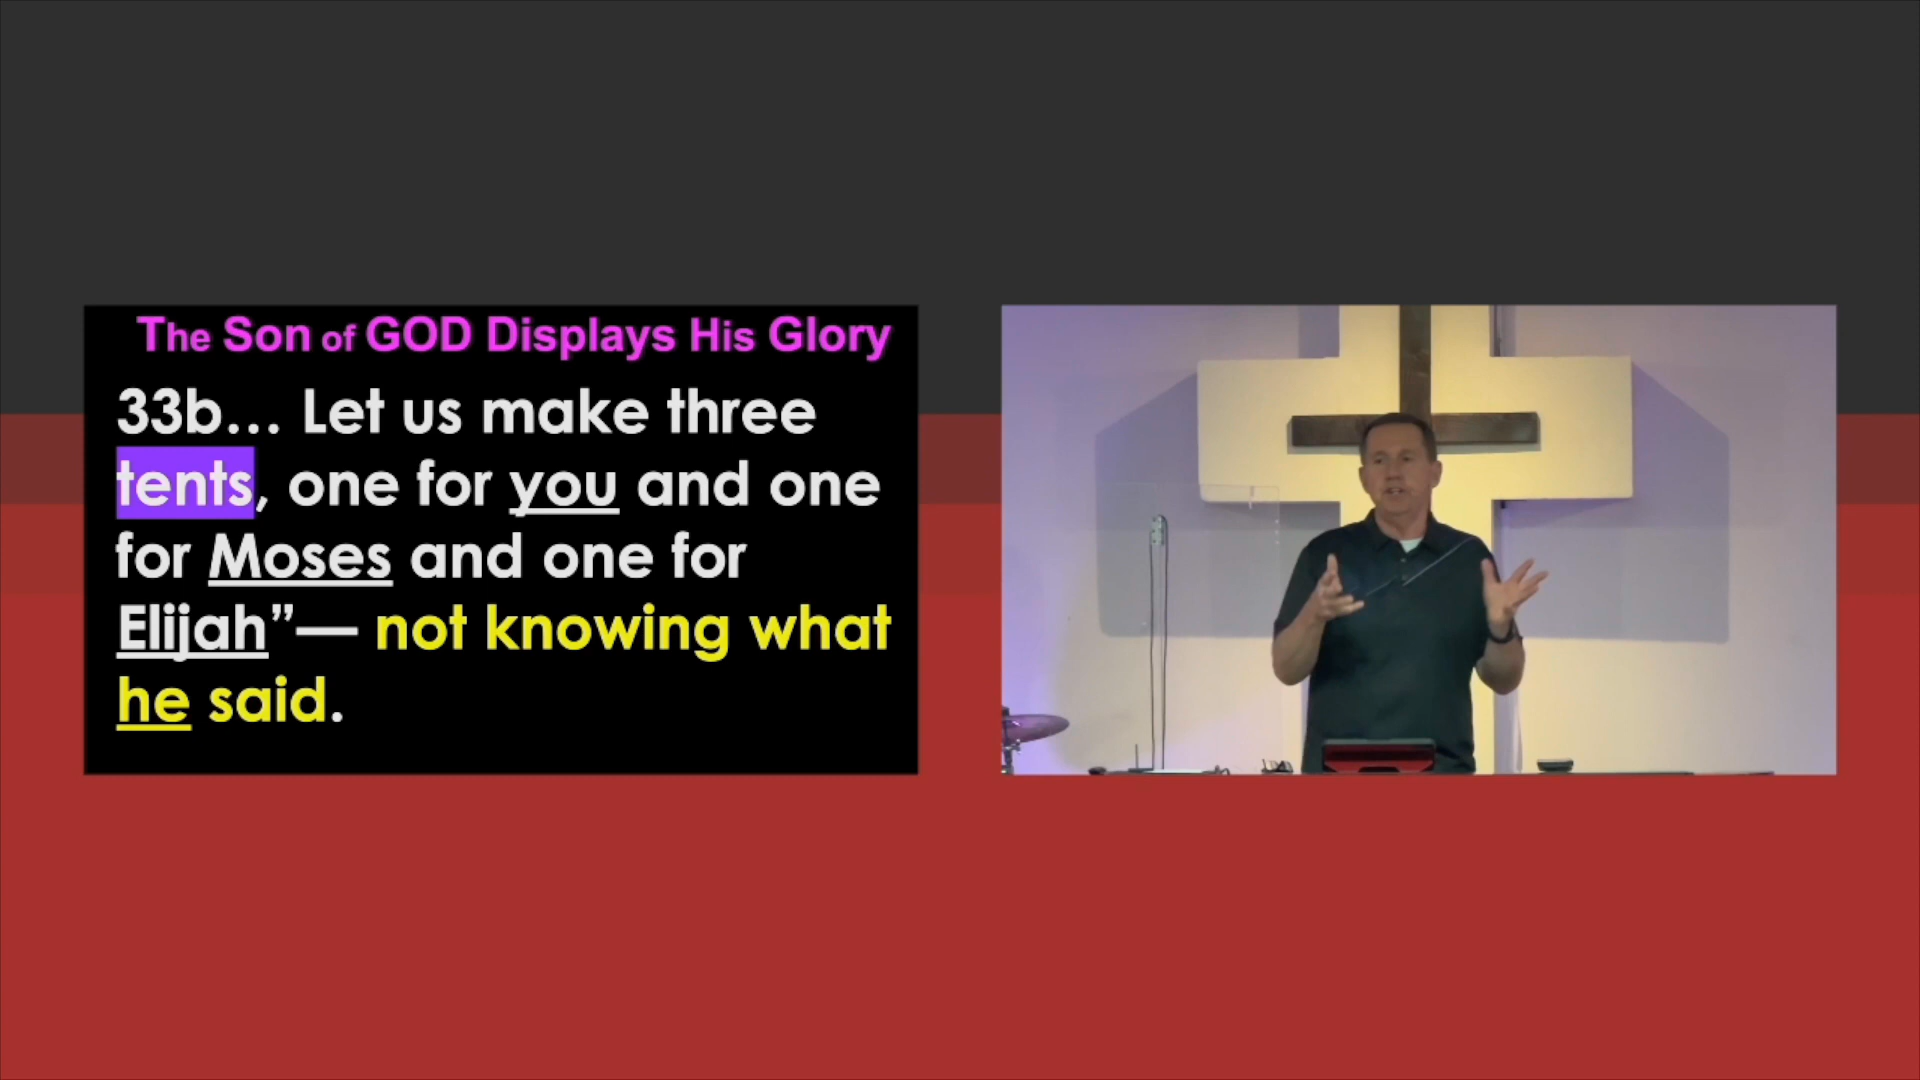 The Son of GOD Displays His Glory
33b… Let us make three
tents, one for you and one
for Moses and one for
Elijah”— not knowing what
he said.